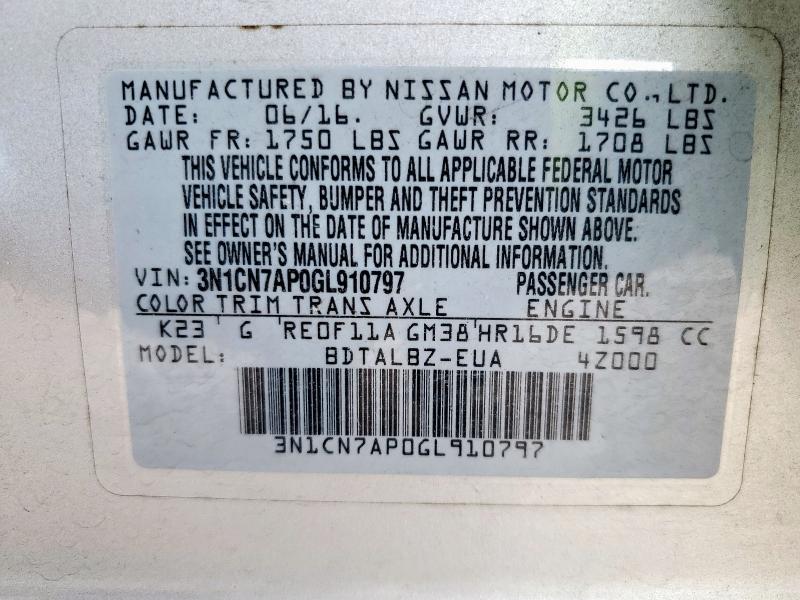 MANUFACTURED BY NISSAN MOTOR CO., LTD.
DATE: 06/16. GVWR: 3426 LBS
GAWR FR: 1750 LBS GAWR RR: 1708 LBS
THIS VEHICLE CONFORMS TO ALL APPLICABLE FEDERAL MOTOR
VEHICLE SAFETY, BUMPER AND THEFT PREVENTION STANDARDS
IN EFFECT ON THE DATE OF MANUFACTURE SHOWN ABOVE.
SEE OWNER'S MANUAL FOR ADDITIONAL INFORMATION.
VIN: 3N1CN7AP0GL910797 PASSENGER CAR.
COLOR TRIM TRANS AXLE ENGINE
K23 G RE0F11A GM38 HR16DE 1598 CC
MODEL: BDTALBZ-EUA 4Z000
3N1CN7AP0GL910797